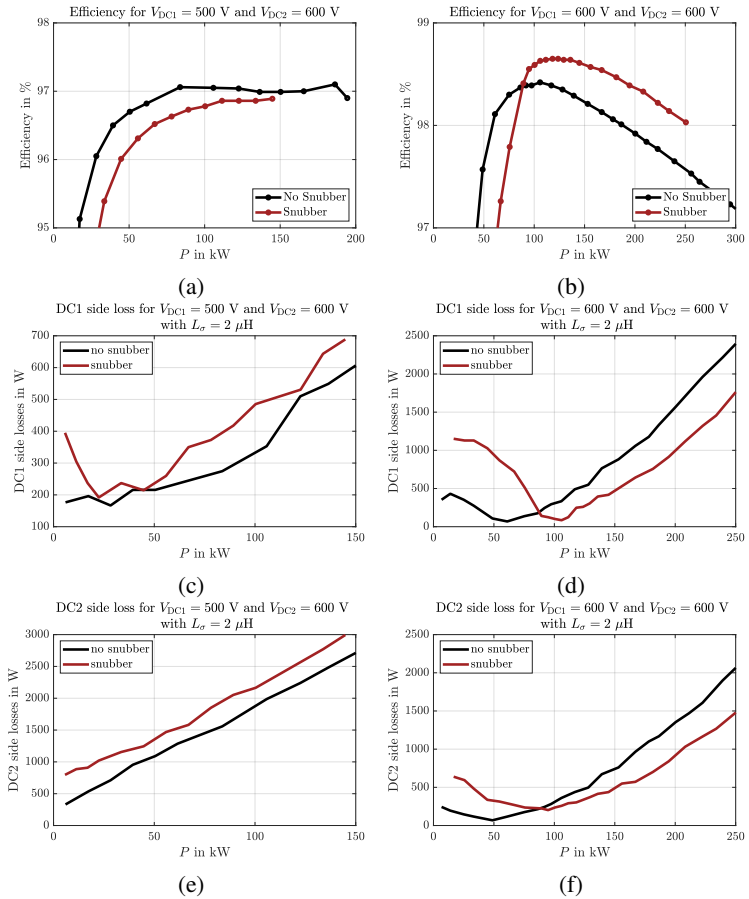 Efficiency for V_DC1 = 500 V and V_DC2 = 600 V
98
97
96
95
Efficiency in %
0
50
100
150
200
P in kW
No Snubber
Snubber
(a)
Efficiency for V_DC1 = 600 V and V_DC2 = 600 V
99
98
97
Efficiency in %
0
50
100
150
200
250
300
P in kW
No Snubber
Snubber
(b)
DC1 side loss for V_DC1 = 500 V and V_DC2 = 600 V
with L_σ = 2 μH
700
600
500
400
300
200
100
DC1 side losses in W
0
50
100
150
P in kW
no snubber
snubber
(c)
DC1 side loss for V_DC1 = 600 V and V_DC2 = 600 V
with L_σ = 2 μH
2500
2000
1500
1000
500
0
DC1 side losses in W
0
50
100
150
200
250
P in kW
no snubber
snubber
(d)
DC2 side loss for V_DC1 = 500 V and V_DC2 = 600 V
with L_σ = 2 μH
3000
2500
2000
1500
1000
500
0
DC2 side losses in W
0
50
100
150
P in kW
no snubber
snubber
(e)
DC2 side loss for V_DC1 = 600 V and V_DC2 = 600 V
with L_σ = 2 μH
2500
2000
1500
1000
500
0
DC2 side losses in W
0
50
100
150
200
250
P in kW
no snubber
snubber
(f)